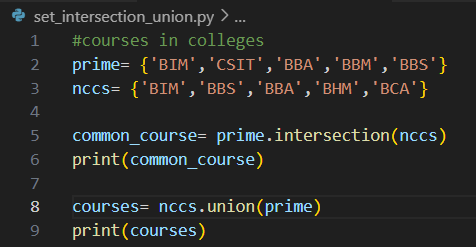 set_intersection_union.py > ...
1 #courses in colleges
2 prime= {'BIM','CSIT','BBA','BBM','BBS'}
3 nccs= {'BIM','BBS','BBA','BHM','BCA'}
4
5 common_course= prime.intersection(nccs)
6 print(common_course)
7
8 courses= nccs.union(prime)
9 print(courses)